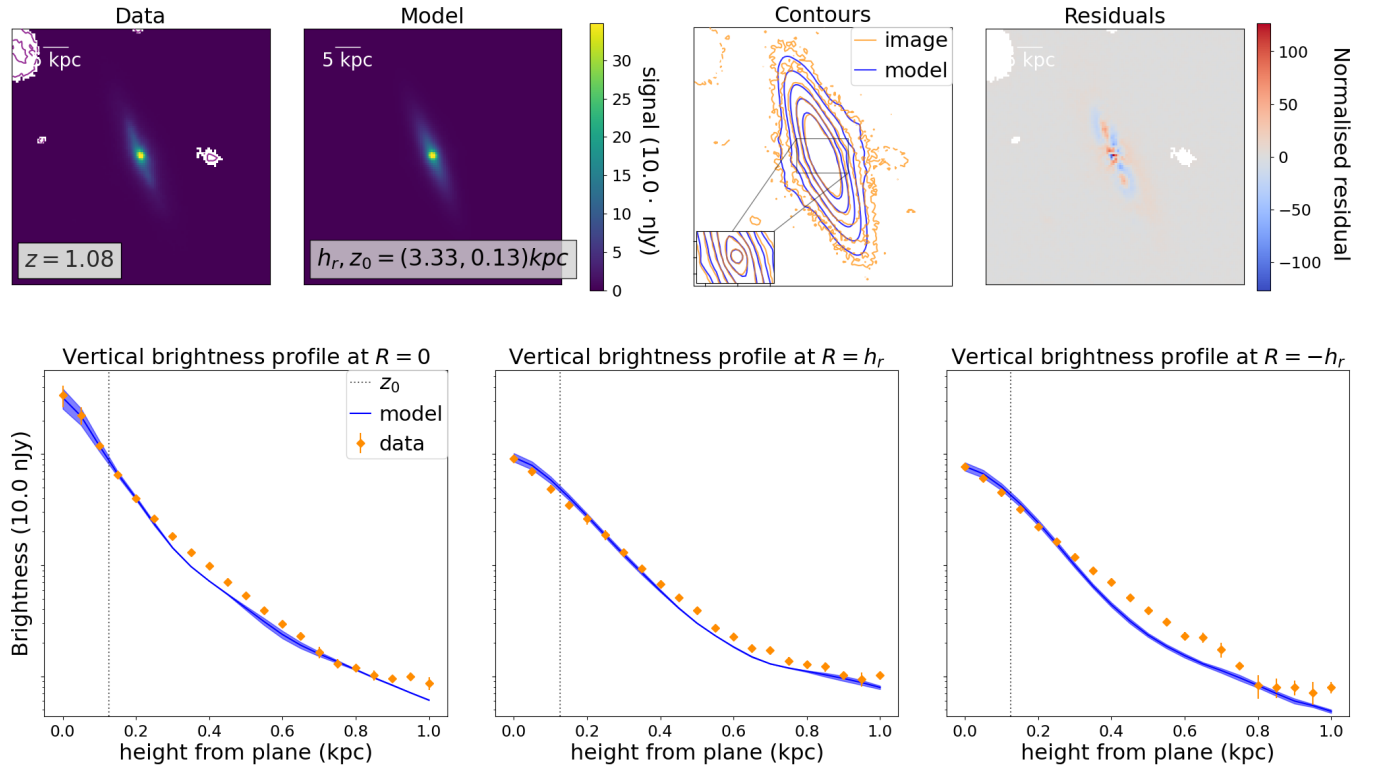 Data
Model
Contours
Residuals
5 kpc
5 kpc
5 kpc
z = 1.08
h_r, z_0 = (3.33, 0.13)kpc
35
30
25
20
15
10
5
0
signal (10.0 · nJy)
image
model
100
50
0
−50
−100
Normalised residual
Vertical brightness profile at R = 0
Vertical brightness profile at R = h_r
Vertical brightness profile at R = −h_r
z_0
model
data
Brightness (10.0 nJy)
0.0 0.2 0.4 0.6 0.8 1.0
0.0 0.2 0.4 0.6 0.8 1.0
0.0 0.2 0.4 0.6 0.8 1.0
height from plane (kpc)
height from plane (kpc)
height from plane (kpc)